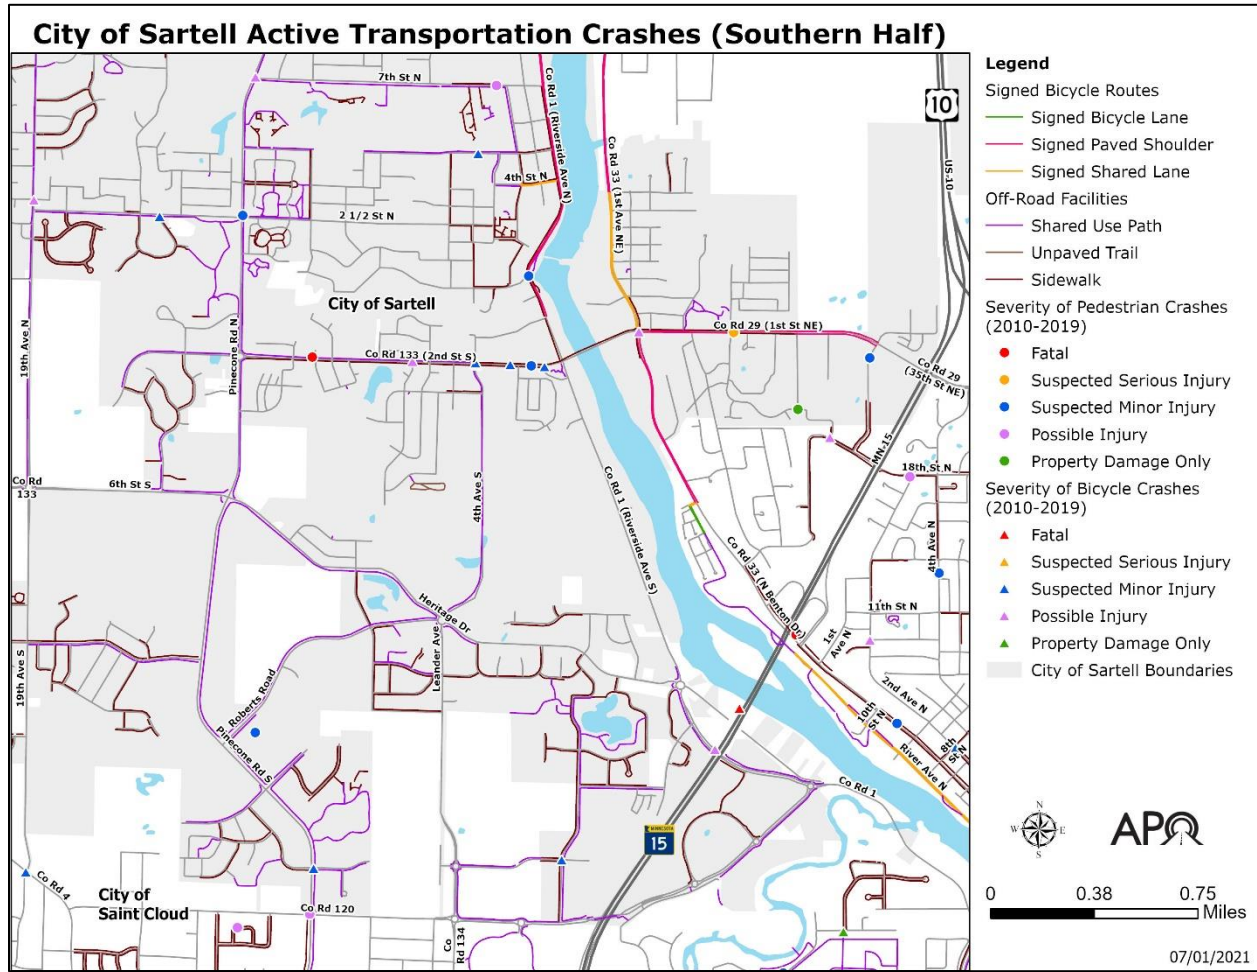 City of Sartell Active Transportation Crashes (Southern Half)
7th St N
Co Rd 1 (Riverside Ave N)
Co Rd 33 (1st Ave NE)
10
US-10
4th St N
2 1/2 St N
19th Ave N
Pinecone Rd N
City of Sartell
Co Rd 133 (2nd St S)
Co Rd 29 (1st St NE)
Co Rd 29
(35th St NE)
MN-15
Co Rd
133
6th St S
4th Ave S
18th St N
4th Ave N
Co Rd 1 (Riverside Ave S)
Co Rd 33 (N Benton Dr)
11th St N
1st
Ave N
Heritage Dr
Leander Ave
19th Ave S
Roberts Road
Pinecone Rd S
2nd Ave N
10th
St N
8th
St N
River Ave N
Co Rd 1
MINNESOTA
15
Co Rd 4
City of
Saint Cloud
Co Rd 120
Co
Rd 134
Legend
Signed Bicycle Routes
Signed Bicycle Lane
Signed Paved Shoulder
Signed Shared Lane
Off-Road Facilities
Shared Use Path
Unpaved Trail
Sidewalk
Severity of Pedestrian Crashes
(2010-2019)
Fatal
Suspected Serious Injury
Suspected Minor Injury
Possible Injury
Property Damage Only
Severity of Bicycle Crashes
(2010-2019)
Fatal
Suspected Serious Injury
Suspected Minor Injury
Possible Injury
Property Damage Only
City of Sartell Boundaries
N
W E
S
APO
0 0.38 0.75
Miles
07/01/2021